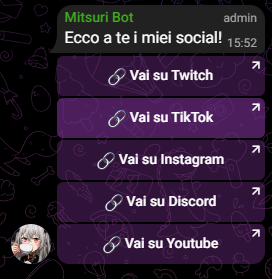 Mitsuri Bot admin
Ecco a te i miei social!
15:52
🔗 Vai su Twitch
🔗 Vai su TikTok
🔗 Vai su Instagram
🔗 Vai su Discord
🔗 Vai su Youtube